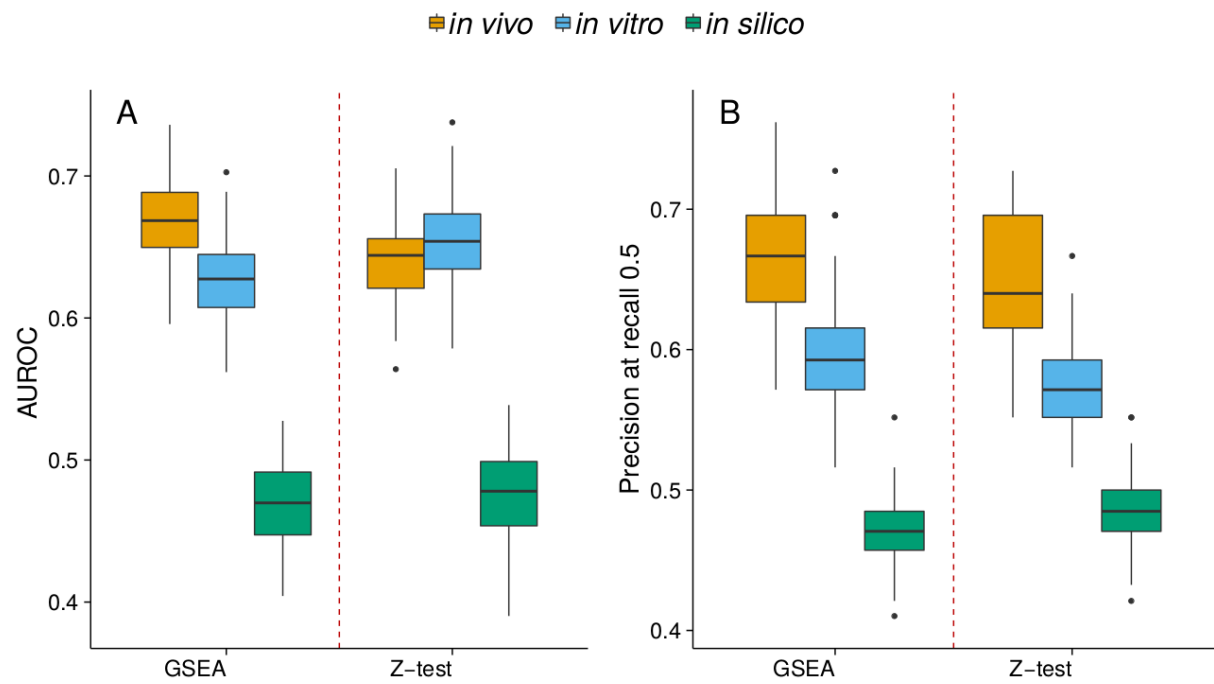 in vivo in vitro in silico
A
B
AUROC
0.7
0.6
0.5
0.4
GSEA Z−test
Precision at recall 0.5
0.7
0.6
0.5
0.4
GSEA Z−test